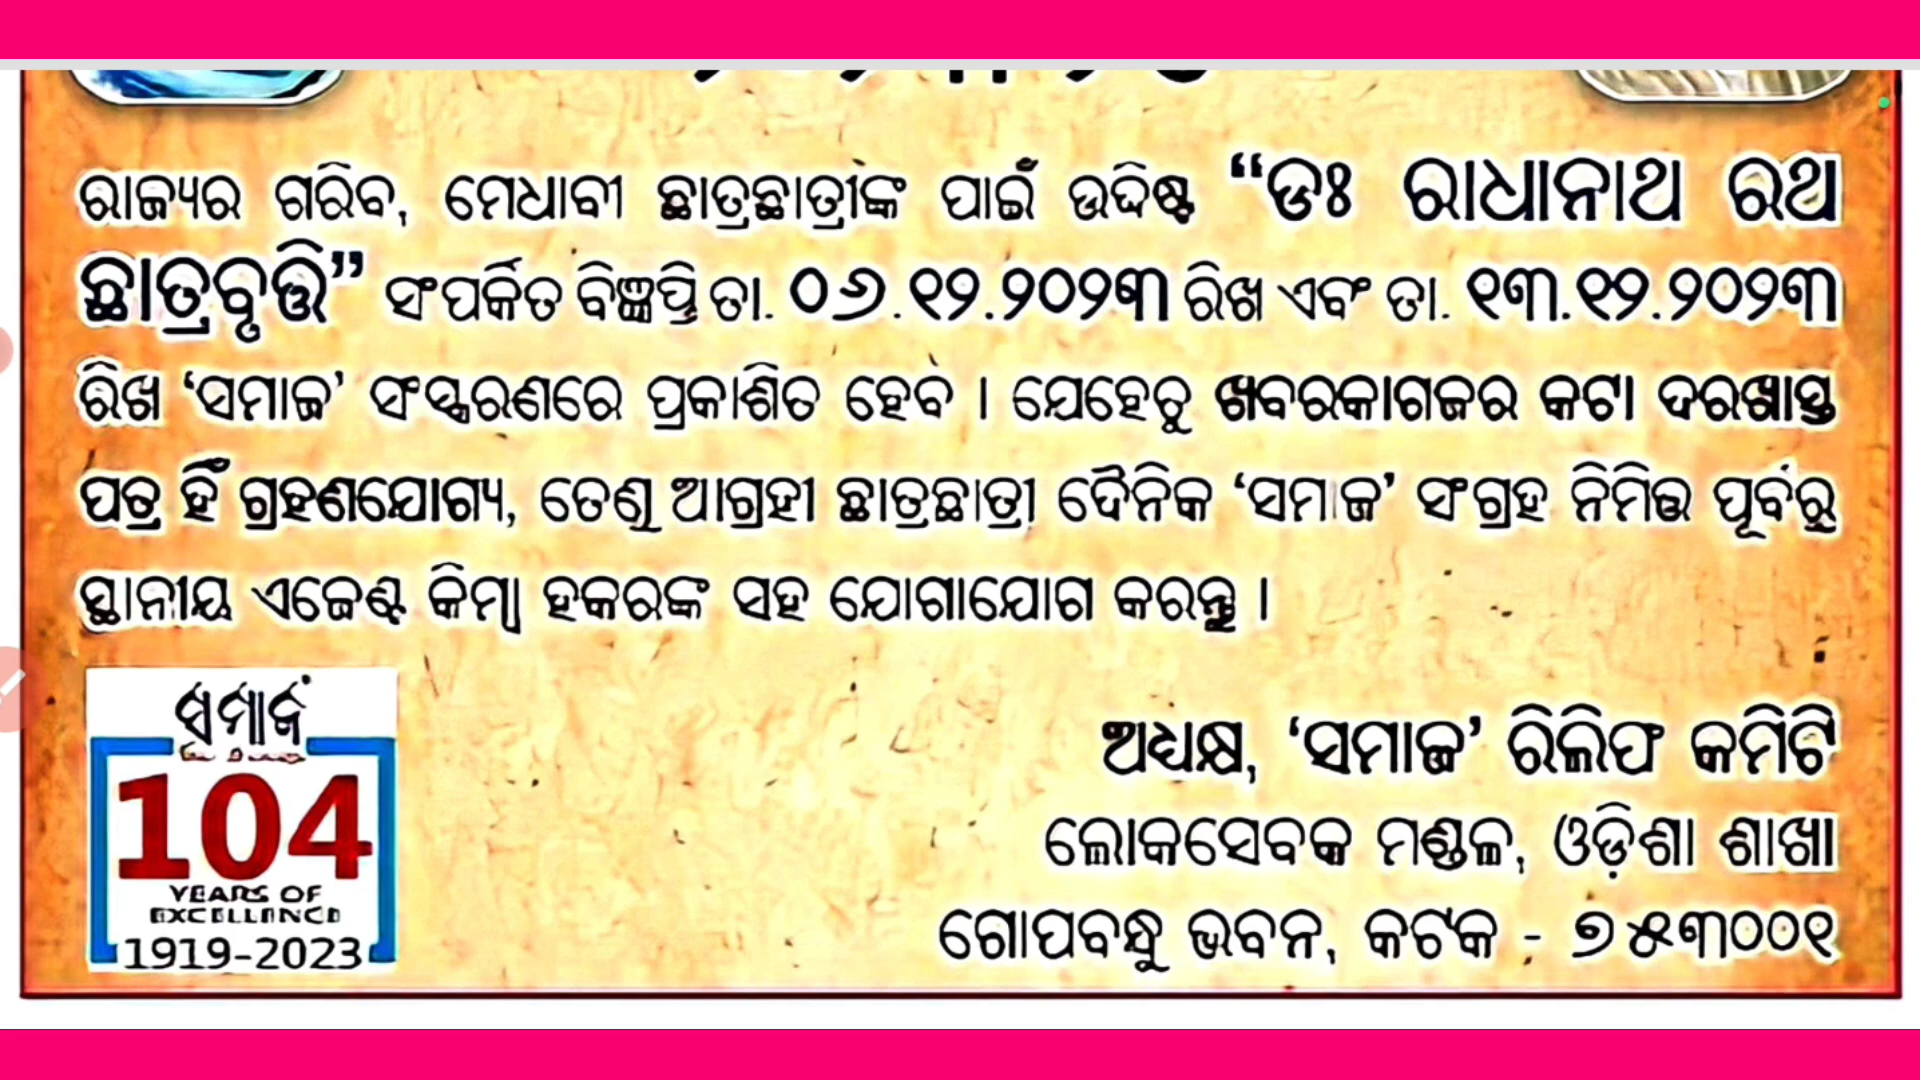 ରାଜ୍ୟର ଗରିବ, ମେଧାବୀ ଛାତ୍ରଛାତ୍ରୀଙ୍କ ପାଇଁ ଉଦ୍ଦିଷ୍ଟ “ଡଃ ରାଧାନାଥ ରଥ
ଛାତ୍ରବୃତ୍ତି” ସଂପର୍କିତ ବିଜ୍ଞପ୍ତି ତା. ୦୬.୧୨.୨୦୨୩ ରିଖ ଏବଂ ତା. ୧୩.୧୨.୨୦୨୩
ରିଖ ‘ସମାଜ’ ସଂସ୍କରଣରେ ପ୍ରକାଶିତ ହେବ । ଯେହେତୁ ଖବରକାଗଜର କଟା ଦରଖାସ୍ତ
ପତ୍ର ହିଁ ଗ୍ରହଣଯୋଗ୍ୟ, ତେଣୁ ଆଗ୍ରହୀ ଛାତ୍ରଛାତ୍ରୀ ଦୈନିକ ‘ସମାଜ’ ସଂଗ୍ରହ ନିମିତ୍ତ ପୂର୍ବରୁ
ସ୍ଥାନୀୟ ଏଜେଣ୍ଟ କିମ୍ବା ହକରଙ୍କ ସହ ଯୋଗାଯୋଗ କରନ୍ତୁ ।
ସମାଜ
104
YEARS OF
EXCELLENCE
1919-2023
ଅଧ୍ୟକ୍ଷ, ‘ସମାଜ’ ରିଲିଫ କମିଟି
ଲୋକସେବକ ମଣ୍ଡଳ, ଓଡ଼ିଶା ଶାଖା
ଗୋପବନ୍ଧୁ ଭବନ, କଟକ - ୭୫୩୦୦୧